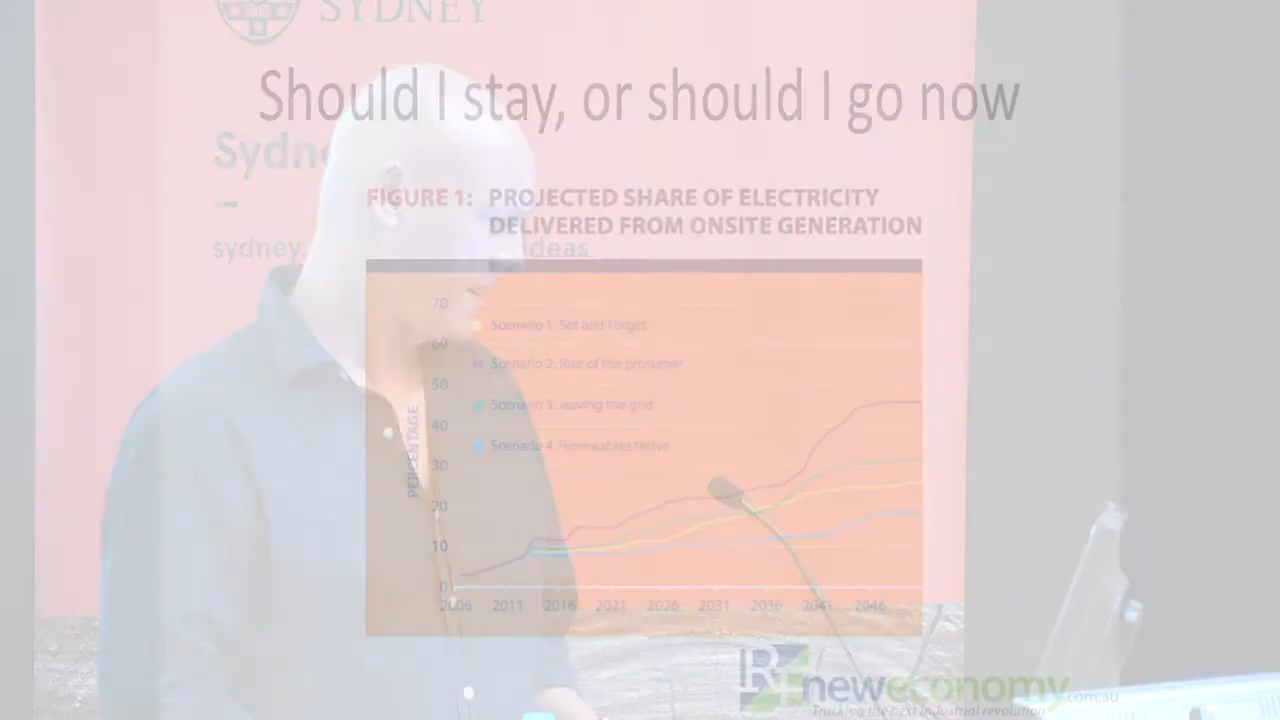 SYDNEY
Should I stay, or should I go now
Sydn
sydney.
ideas
FIGURE 1: PROJECTED SHARE OF ELECTRICITY
DELIVERED FROM ONSITE GENERATION
70
60
50
40
30
20
10
0
PERCENTAGE
Scenario 1: Set and Forget
Scenario 2: Rise of the prosumer
Scenario 3: leaving the grid
Scenario 4: Renewables thrive
2006 2011 2016 2021 2026 2031 2036 2041 2046
REneweconomy.com.au
Tracking the next industrial revolution